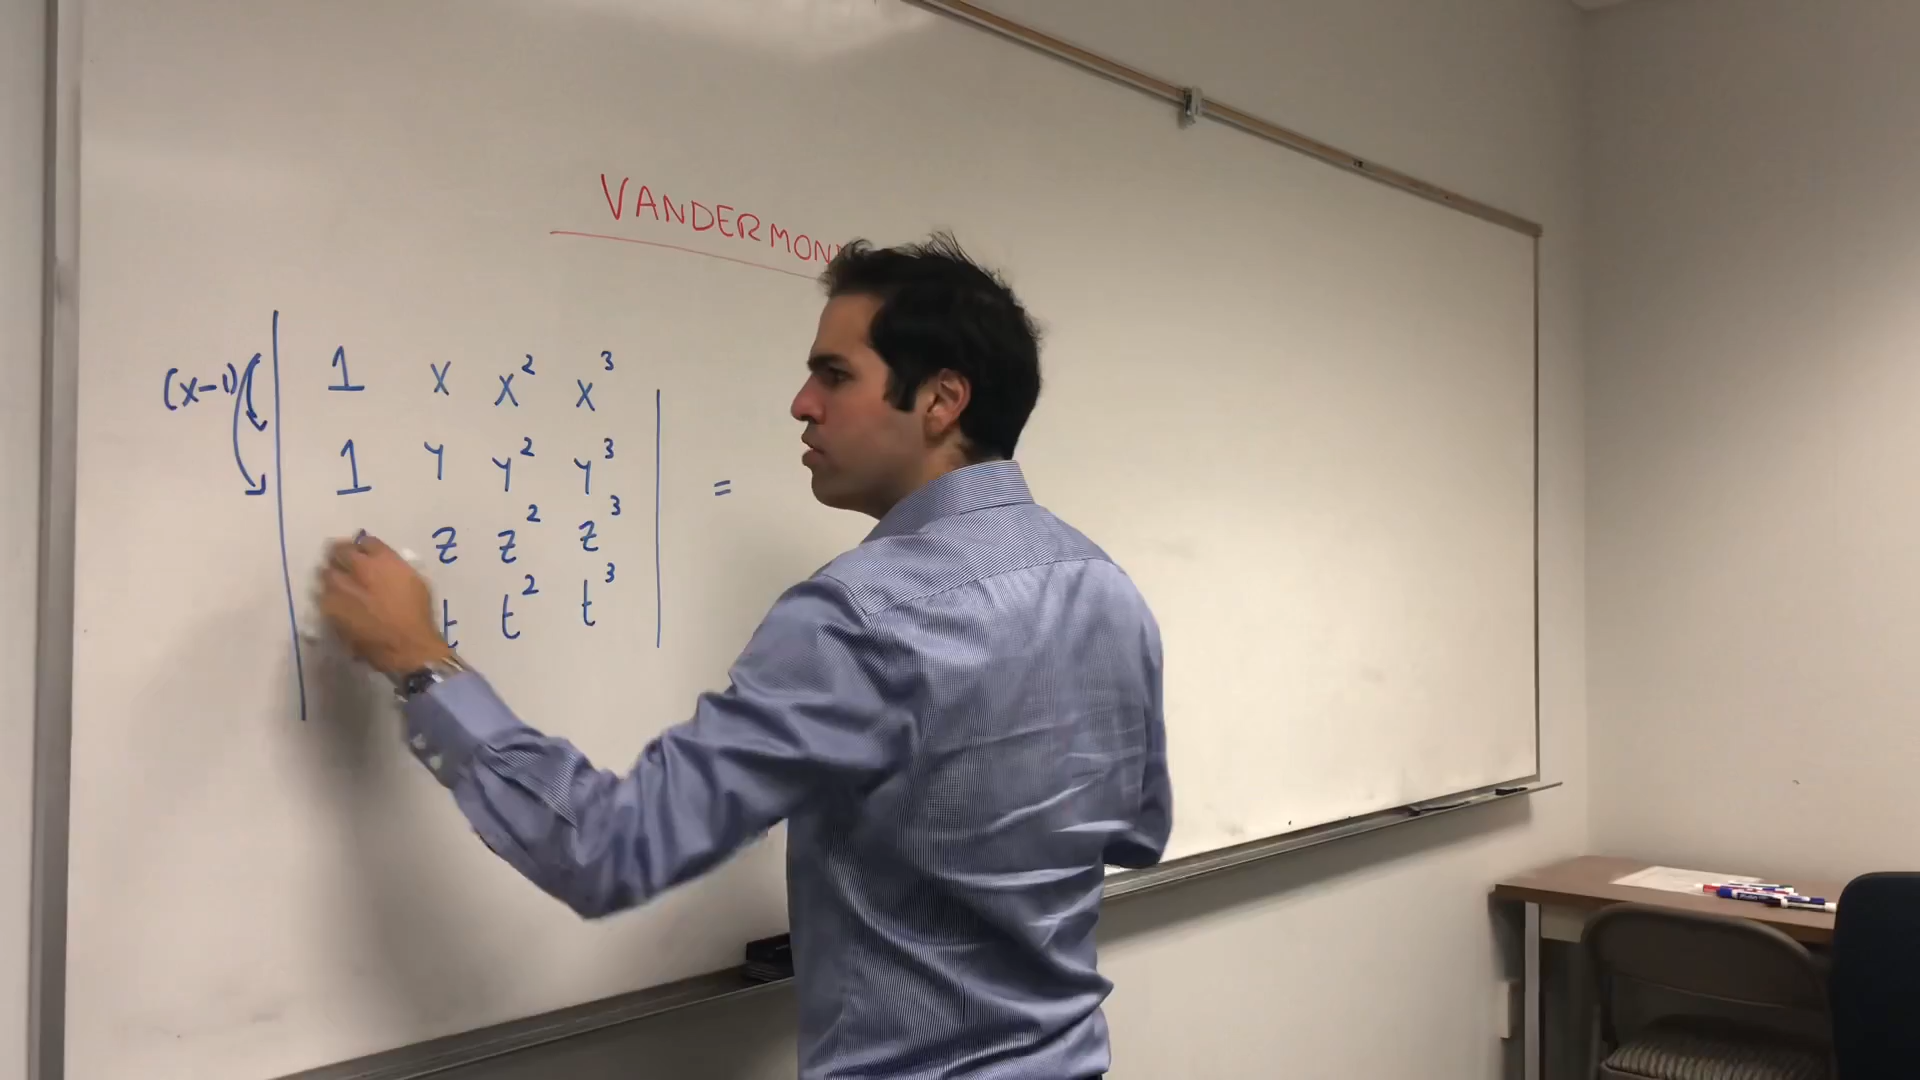 VANDERMON
(x-1) 1 x x² x³
1 y y² y³ =
z z² z³
t t² t³